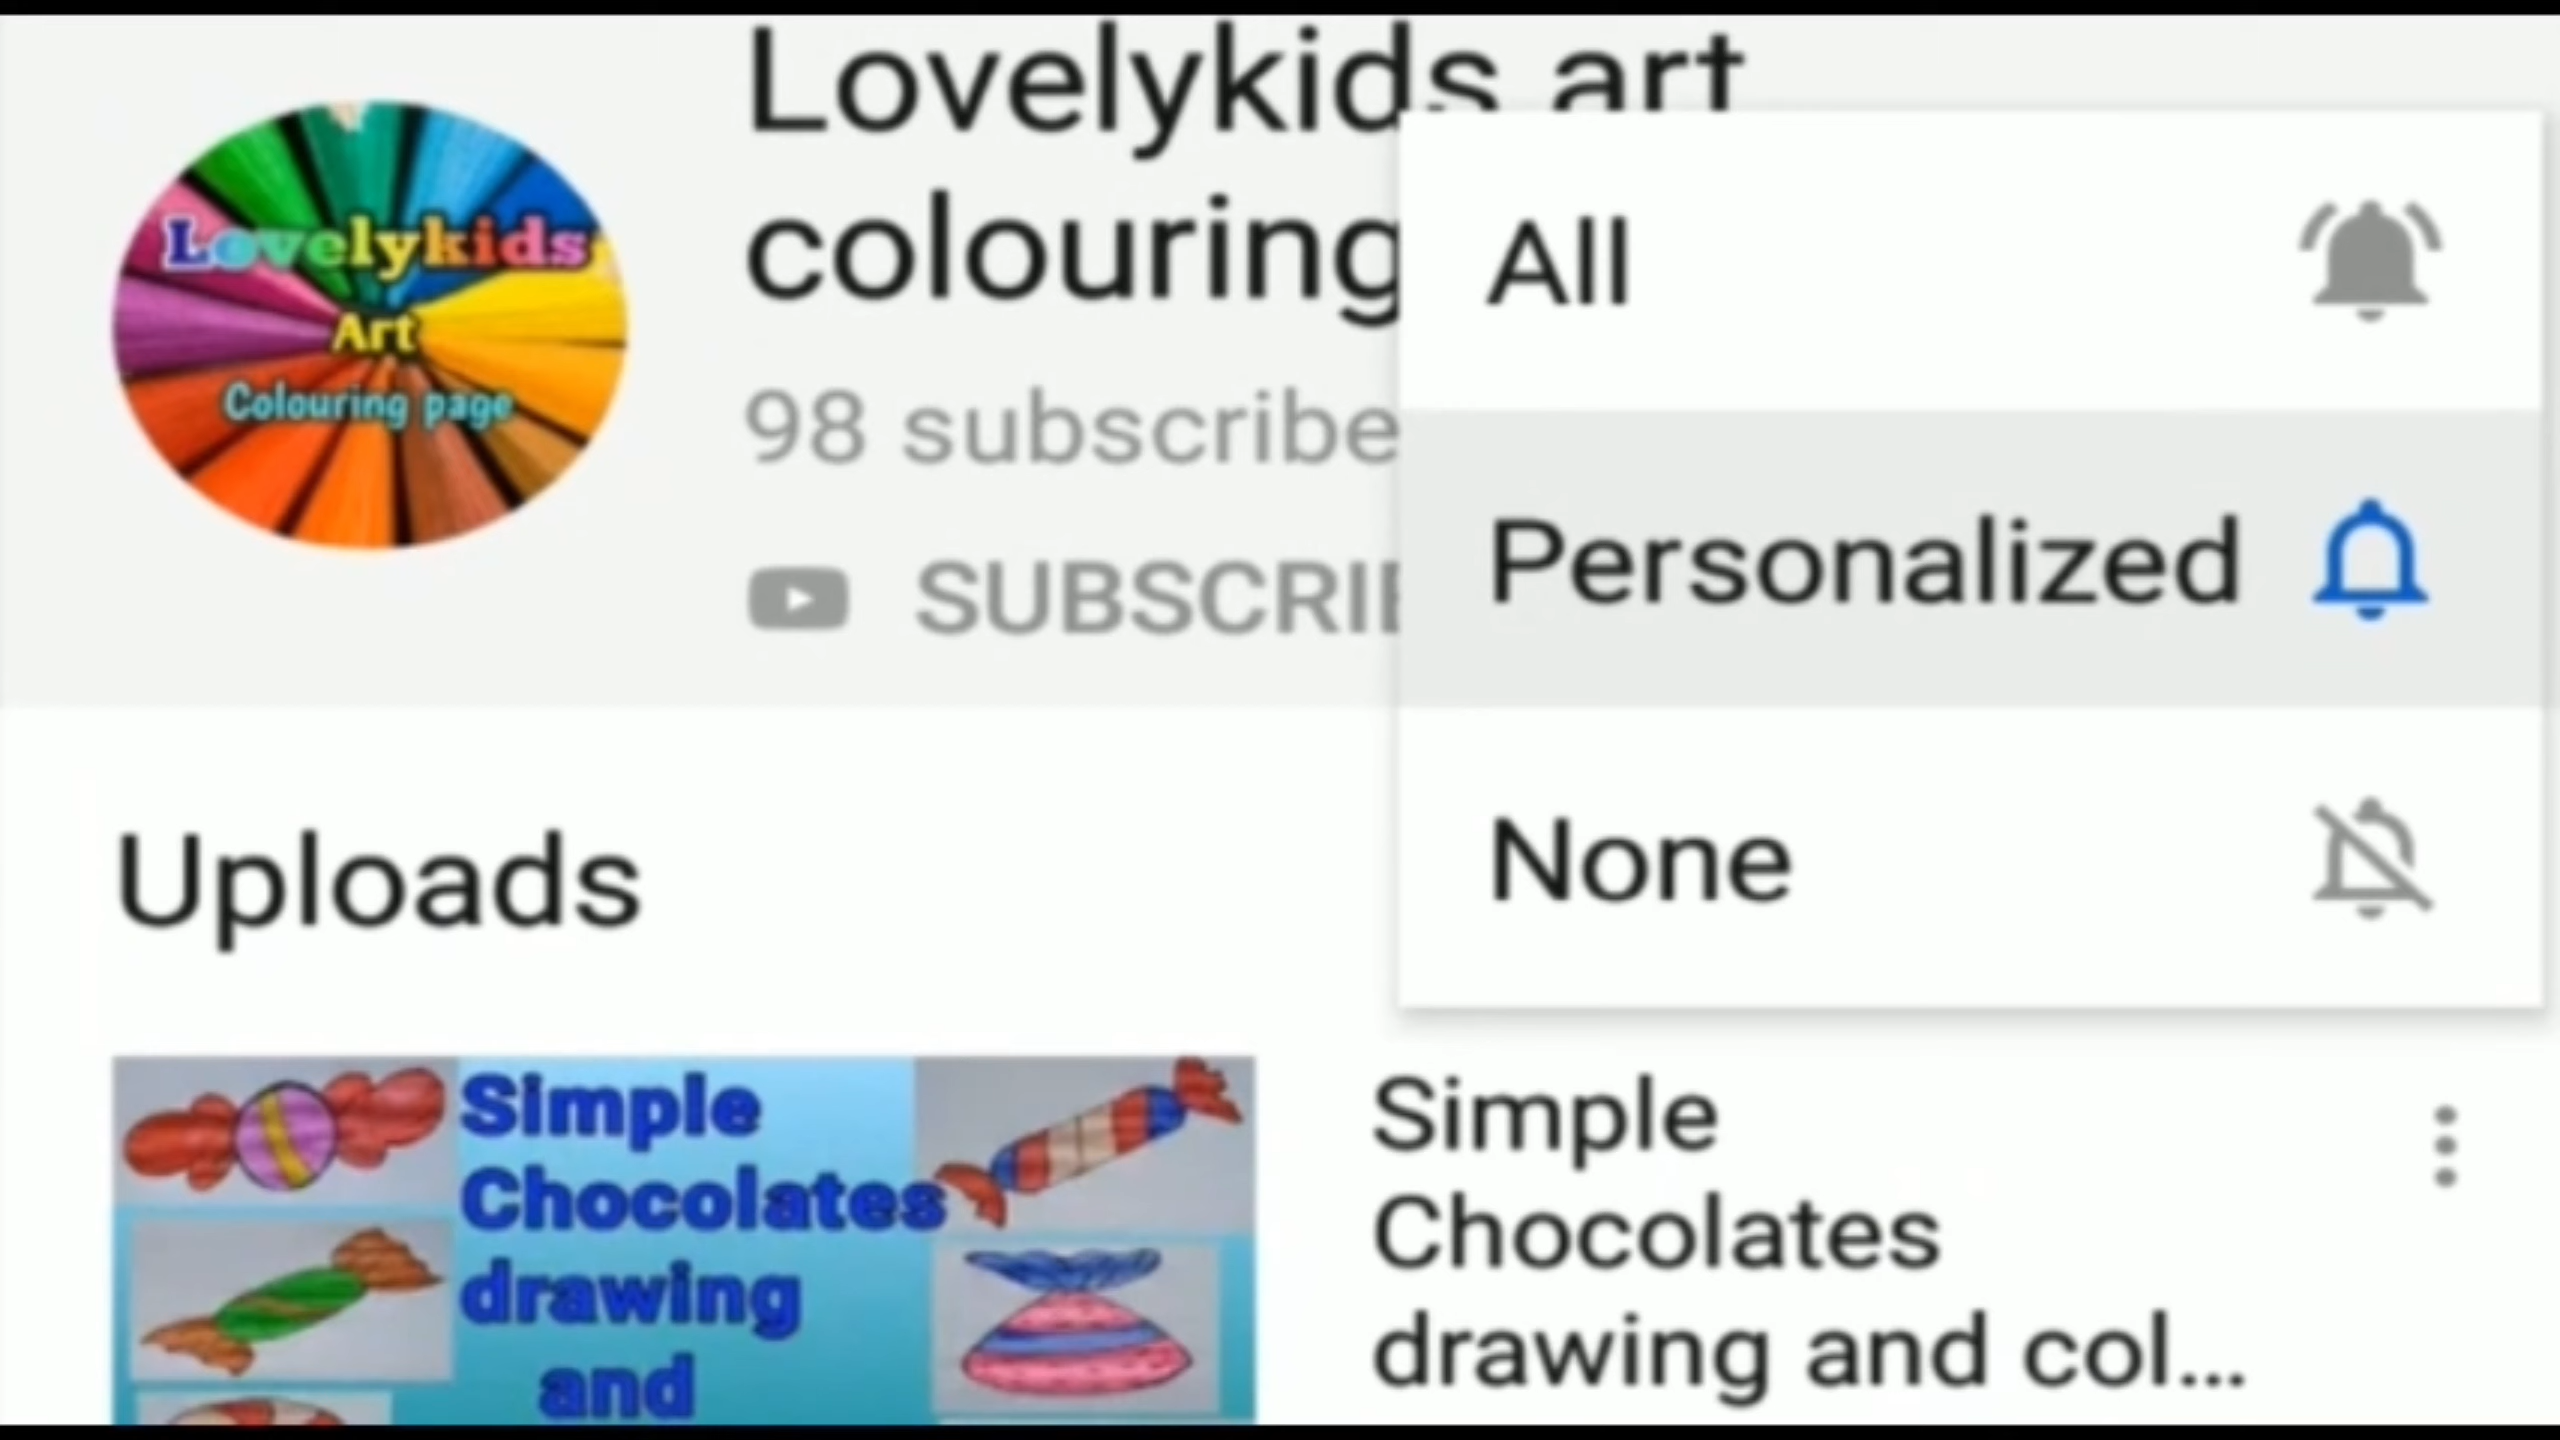 Lovelykids art
colouring
98 subscribe
SUBSCRI
Lovelykids
Art
Colouring page
All
Personalized
None
Uploads
Simple
Chocolates
drawing
and
Simple
Chocolates
drawing and col...